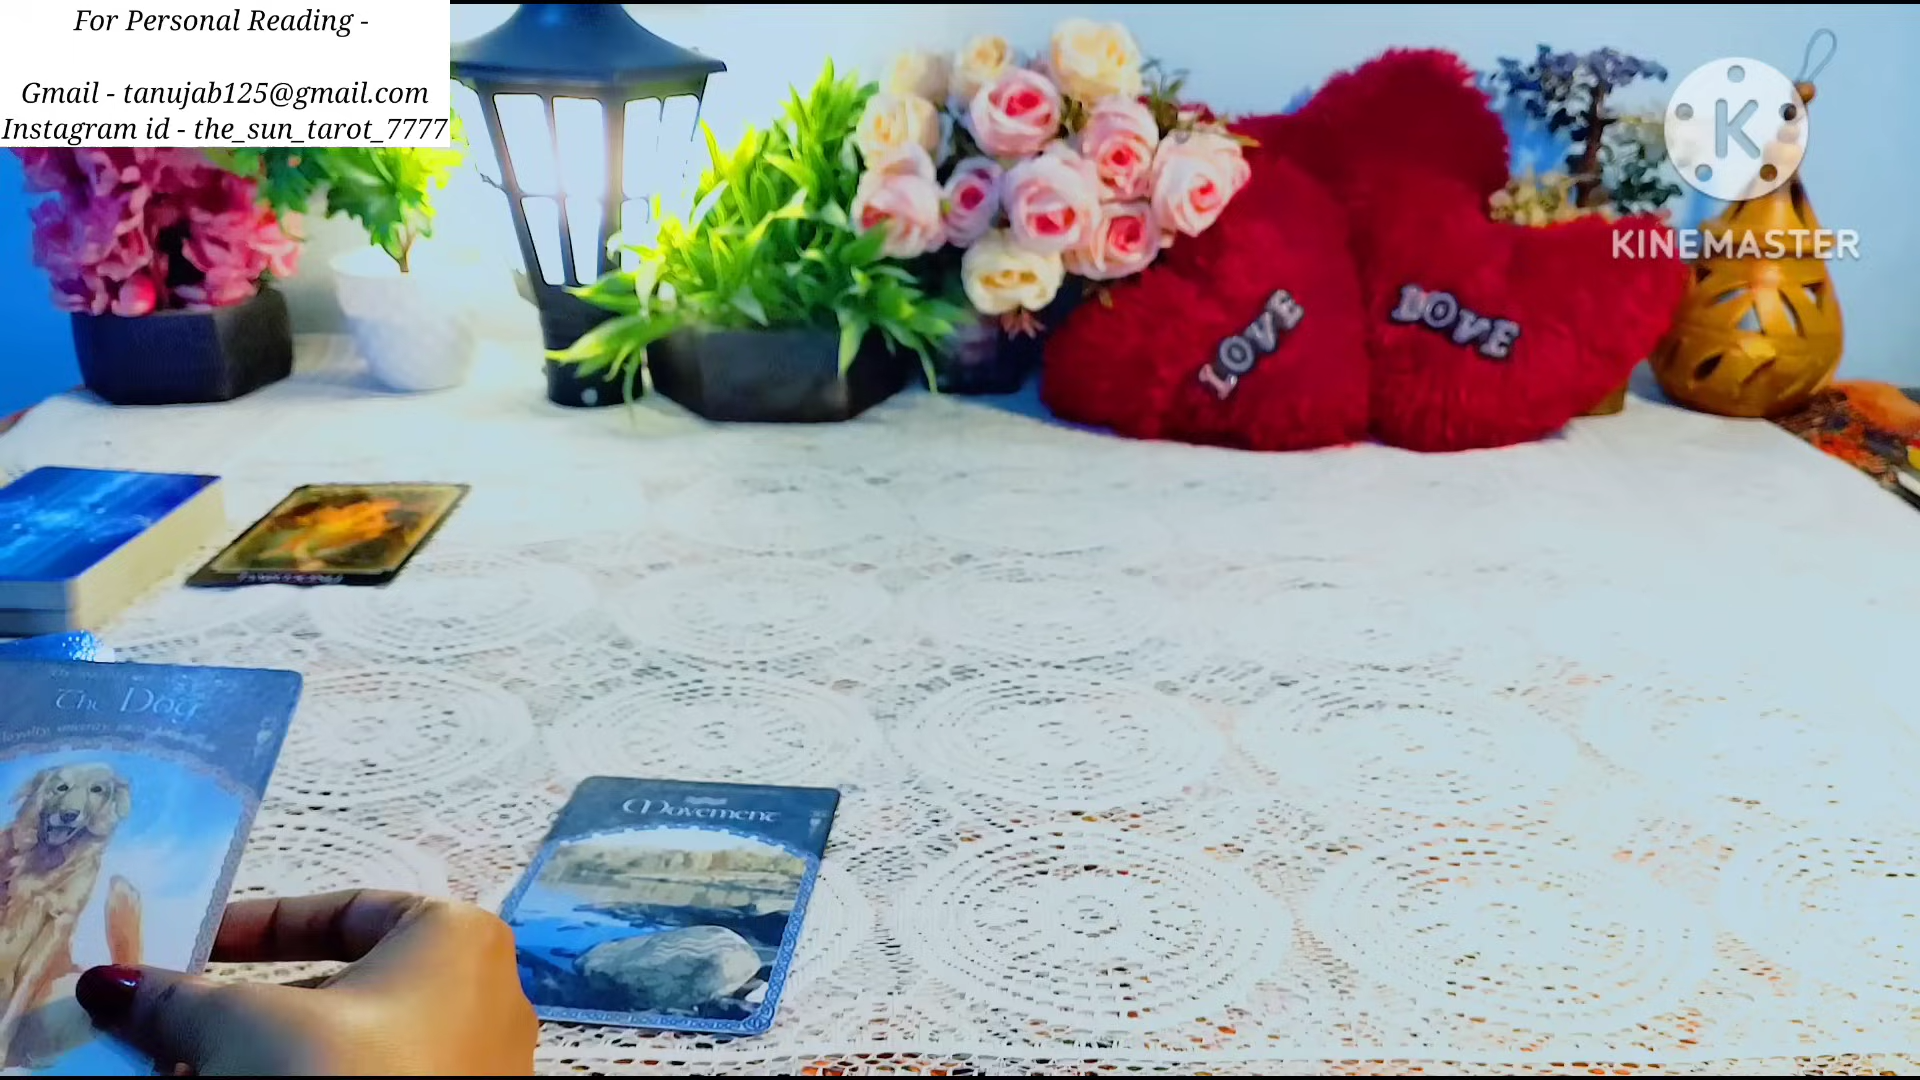 For Personal Reading -
Gmail - tanujab125@gmail.com
Instagram id - the_sun_tarot_7777
K
KINEMASTER
LOVE
LOVE
The Dog
Movement